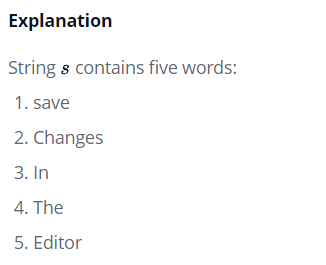 Explanation
String s contains five words:
1. save
2. Changes
3. In
4. The
5. Editor